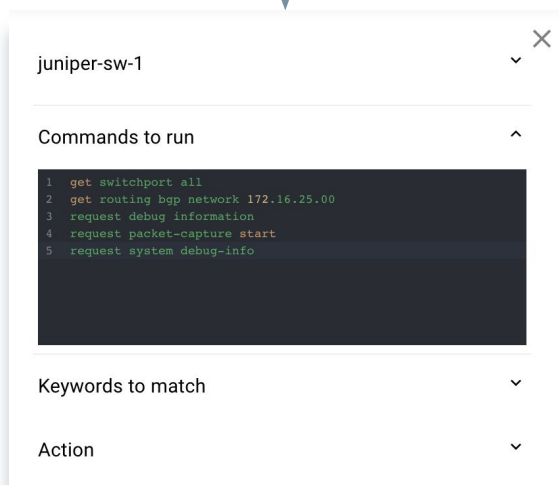 juniper-sw-1
Commands to run
1 get switchport all
2 get routing bgp network 172.16.25.00
3 request debug information
4 request packet-capture start
5 request system debug-info
Keywords to match
Action